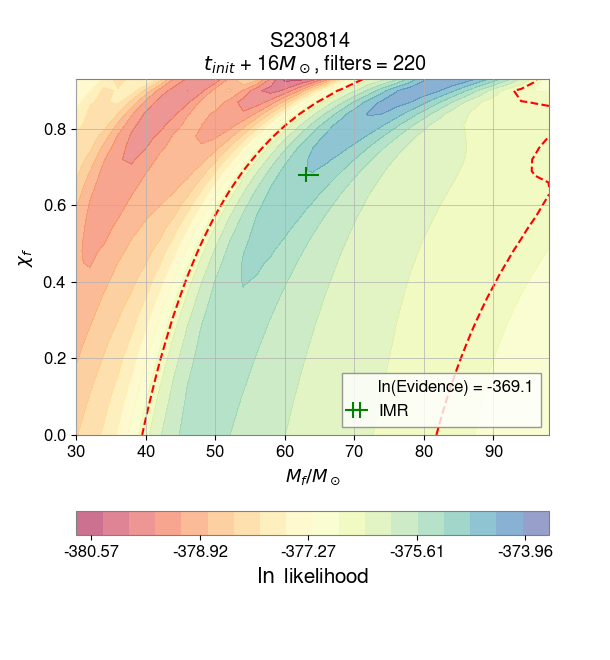 S230814
t_init + 16M_⊙, filters = 220
χ_f
0.8
0.6
0.4
0.2
0.0
30 40 50 60 70 80 90
M_f/M_⊙
ln(Evidence) = -369.1
IMR
-380.57 -378.92 -377.27 -375.61 -373.96
ln likelihood